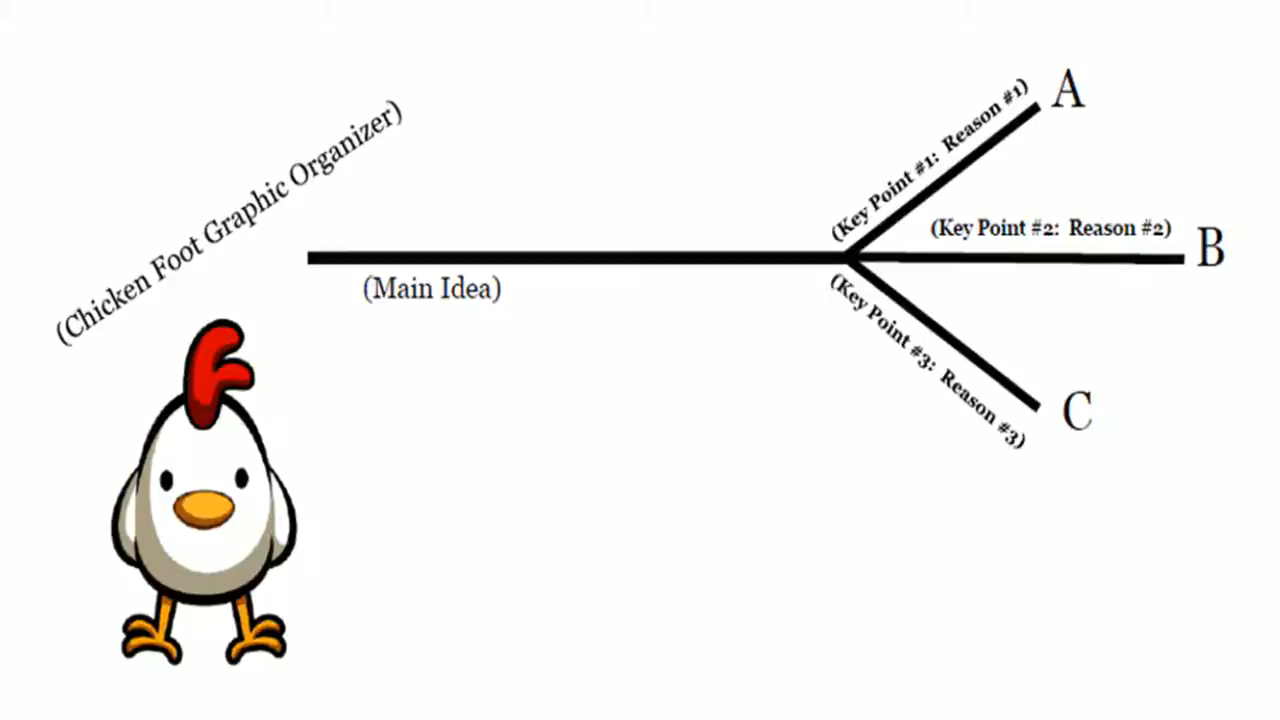 (Chicken Foot Graphic Organizer)
(Main Idea)
(Key Point #1:  Reason #1)
A
(Key Point #2:  Reason #2)
B
(Key Point #3:  Reason #3)
C